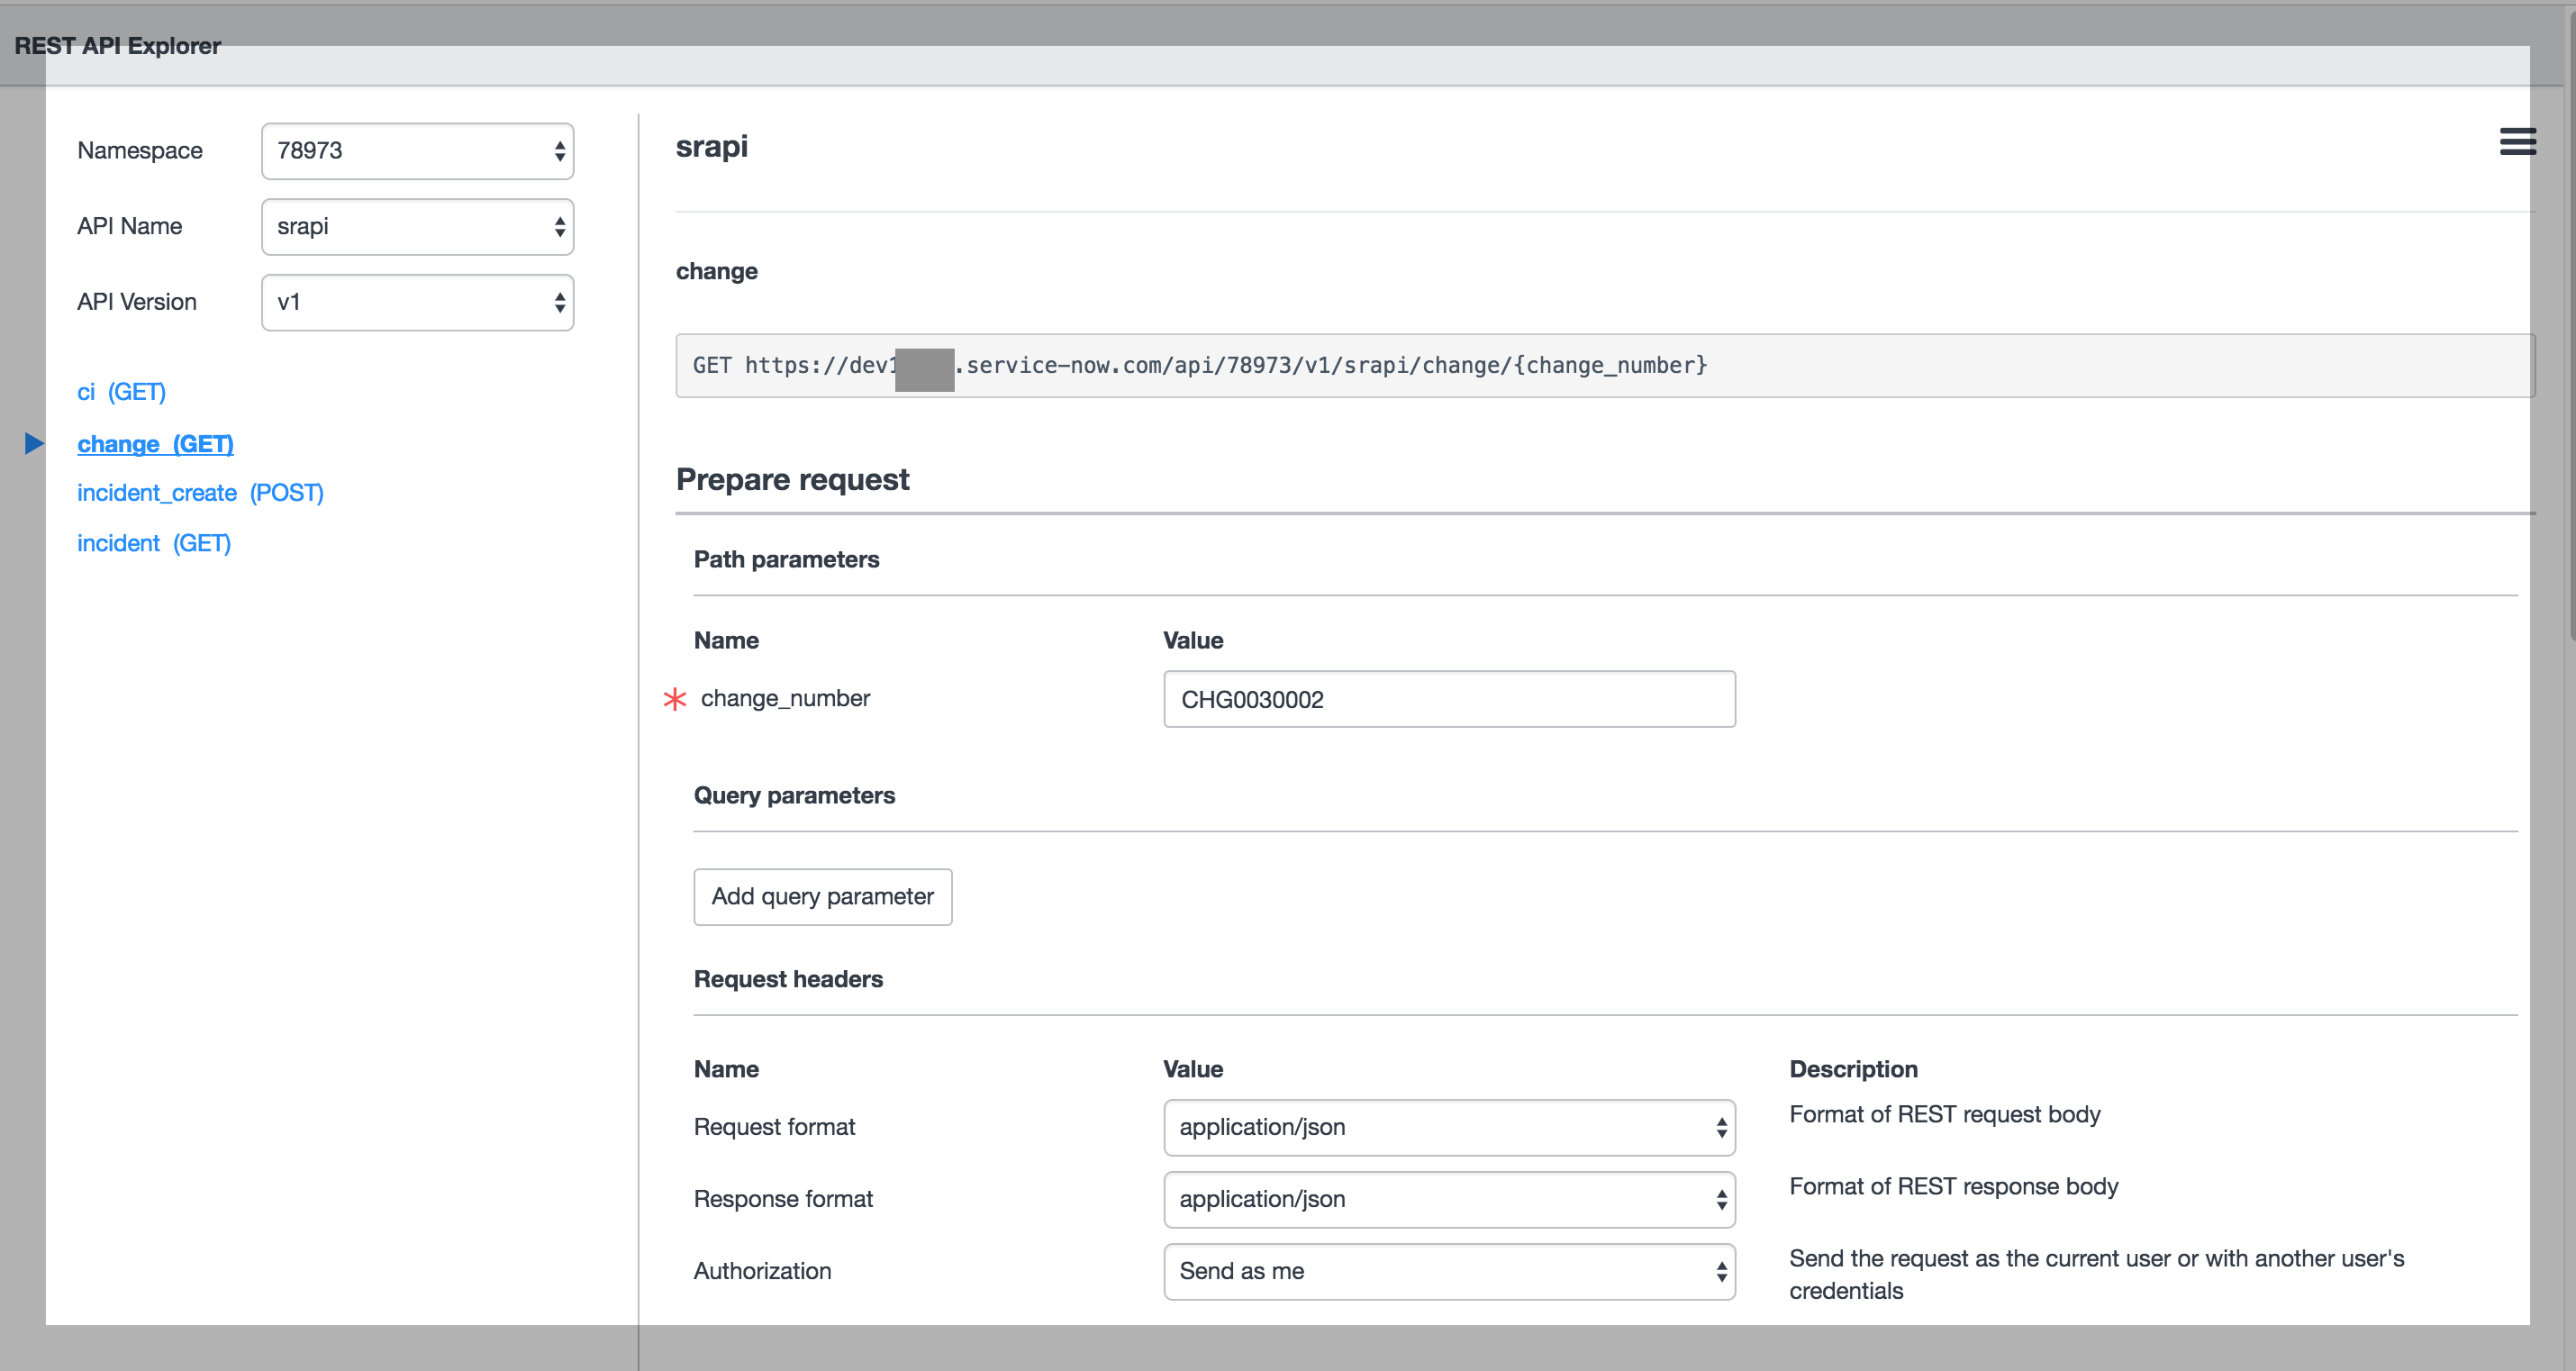 REST API Explorer
Namespace 78973
API Name srapi
API Version v1
ci (GET)
change (GET)
incident_create (POST)
incident (GET)
srapi
change
GET https://dev1 .service-now.com/api/78973/v1/srapi/change/{change_number}
Prepare request
Path parameters
Name Value
* change_number CHG0030002
Query parameters
Add query parameter
Request headers
Name Value Description
Request format application/json Format of REST request body
Response format application/json Format of REST response body
Authorization Send as me Send the request as the current user or with another user's
credentials